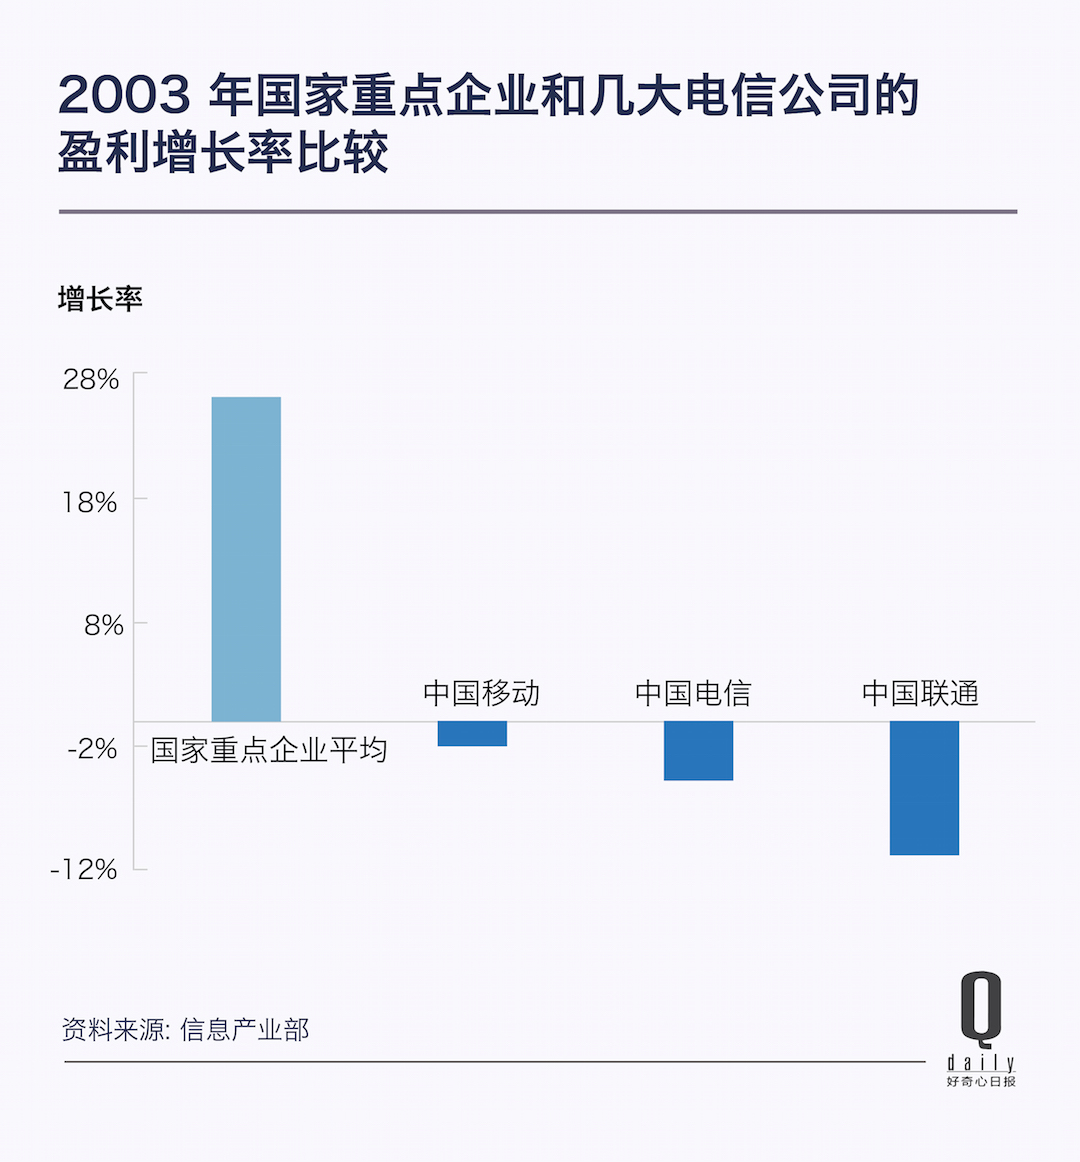 2003 年国家重点企业和几大电信公司的
盈利增长率比较
增长率
28%
18%
8%
中国移动
中国电信
中国联通
-2%
国家重点企业平均
-12%
资料来源: 信息产业部
Q
daily
好奇心日报